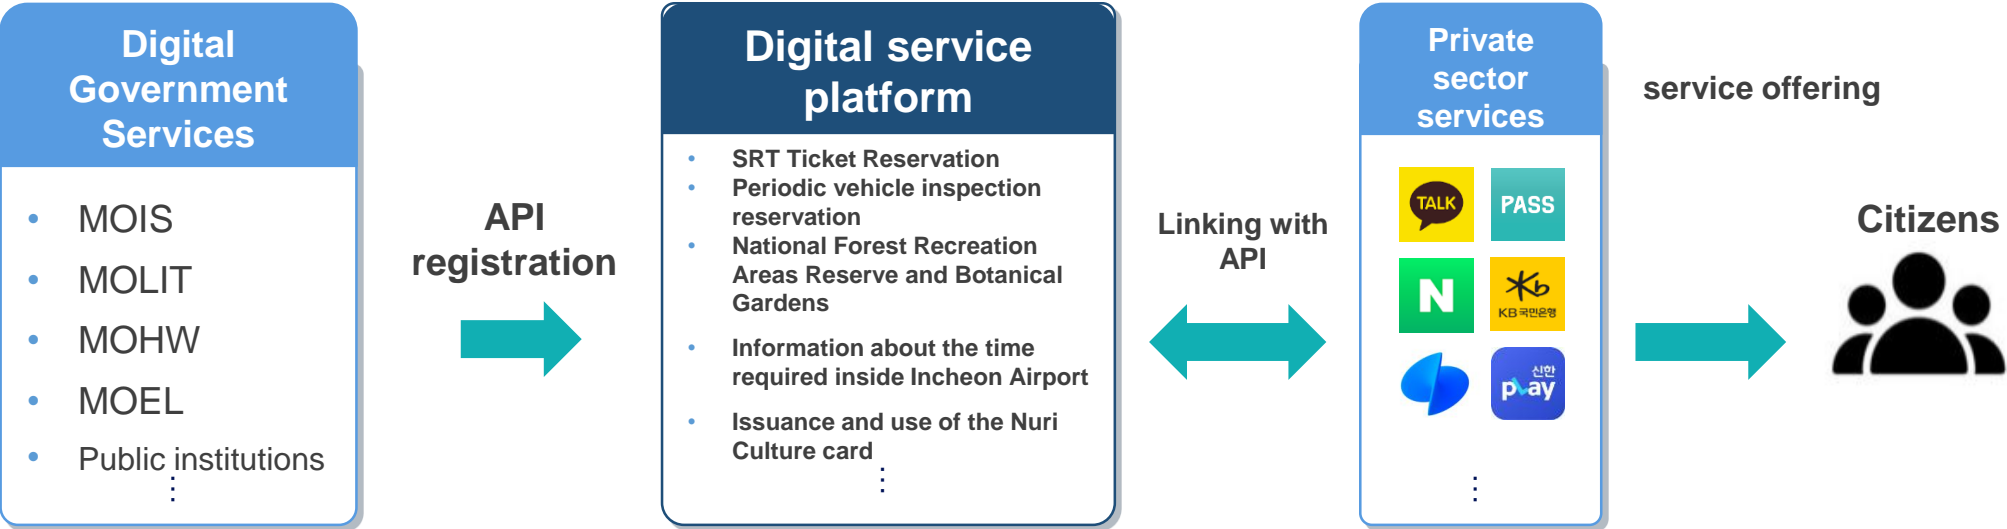 Digital
Government
Services
• MOIS
• MOLIT
• MOHW
• MOEL
• Public institutions
⋮
API
registration
Digital service
platform
• SRT Ticket Reservation
• Periodic vehicle inspection
reservation
• National Forest Recreation
Areas Reserve and Botanical
Gardens
• Information about the time
required inside Incheon Airport
• Issuance and use of the Nuri
Culture card
⋮
Linking with
API
Private
sector
services
TALK
PASS
N
KB국민은행
신한
play
⋮
service offering
Citizens